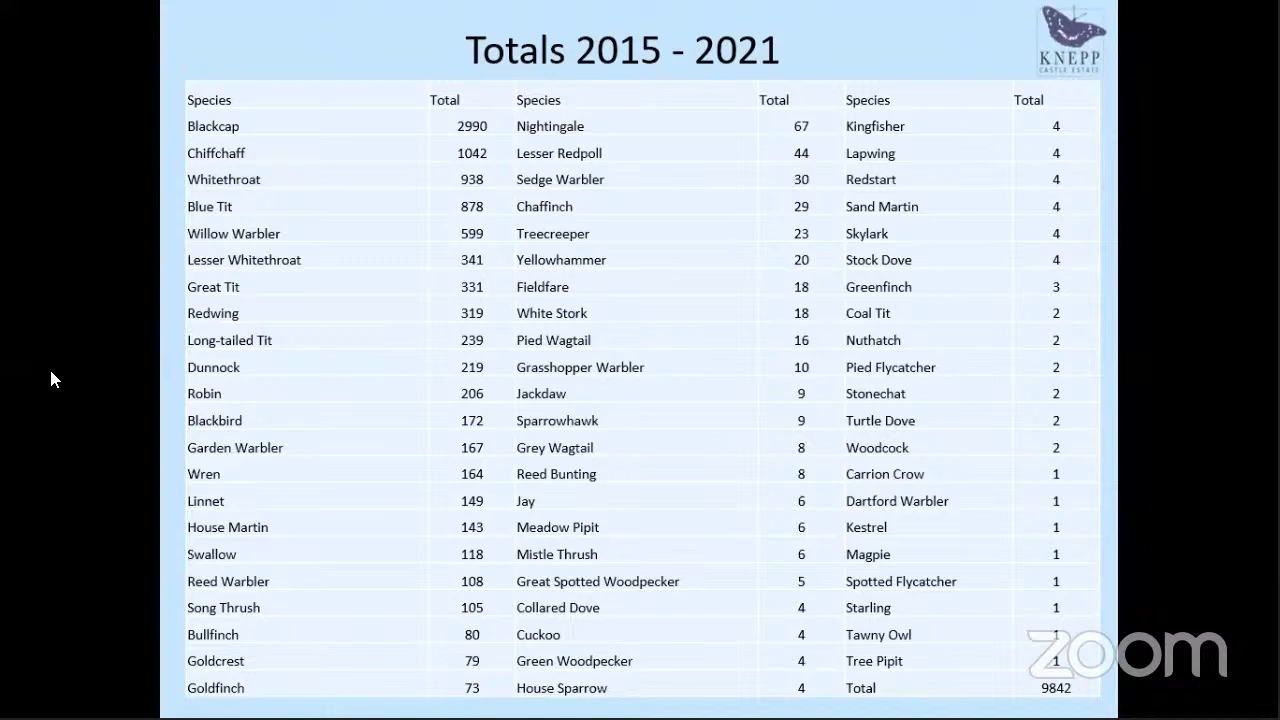 Totals 2015 - 2021
KNEPP
CASTLE ESTATE
Species Total Species Total Species Total
Blackcap 2990 Nightingale 67 Kingfisher 4
Chiffchaff 1042 Lesser Redpoll 44 Lapwing 4
Whitethroat 938 Sedge Warbler 30 Redstart 4
Blue Tit 878 Chaffinch 29 Sand Martin 4
Willow Warbler 599 Treecreeper 23 Skylark 4
Lesser Whitethroat 341 Yellowhammer 20 Stock Dove 4
Great Tit 331 Fieldfare 18 Greenfinch 3
Redwing 319 White Stork 18 Coal Tit 2
Long-tailed Tit 239 Pied Wagtail 16 Nuthatch 2
Dunnock 219 Grasshopper Warbler 10 Pied Flycatcher 2
Robin 206 Jackdaw 9 Stonechat 2
Blackbird 172 Sparrowhawk 9 Turtle Dove 2
Garden Warbler 167 Grey Wagtail 8 Woodcock 2
Wren 164 Reed Bunting 8 Carrion Crow 1
Linnet 149 Jay 6 Dartford Warbler 1
House Martin 143 Meadow Pipit 6 Kestrel 1
Swallow 118 Mistle Thrush 6 Magpie 1
Reed Warbler 108 Great Spotted Woodpecker 5 Spotted Flycatcher 1
Song Thrush 105 Collared Dove 4 Starling 1
Bullfinch 80 Cuckoo 4 Tawny Owl 1
Goldcrest 79 Green Woodpecker 4 Tree Pipit 1
Goldfinch 73 House Sparrow 4 Total 9842
zoom